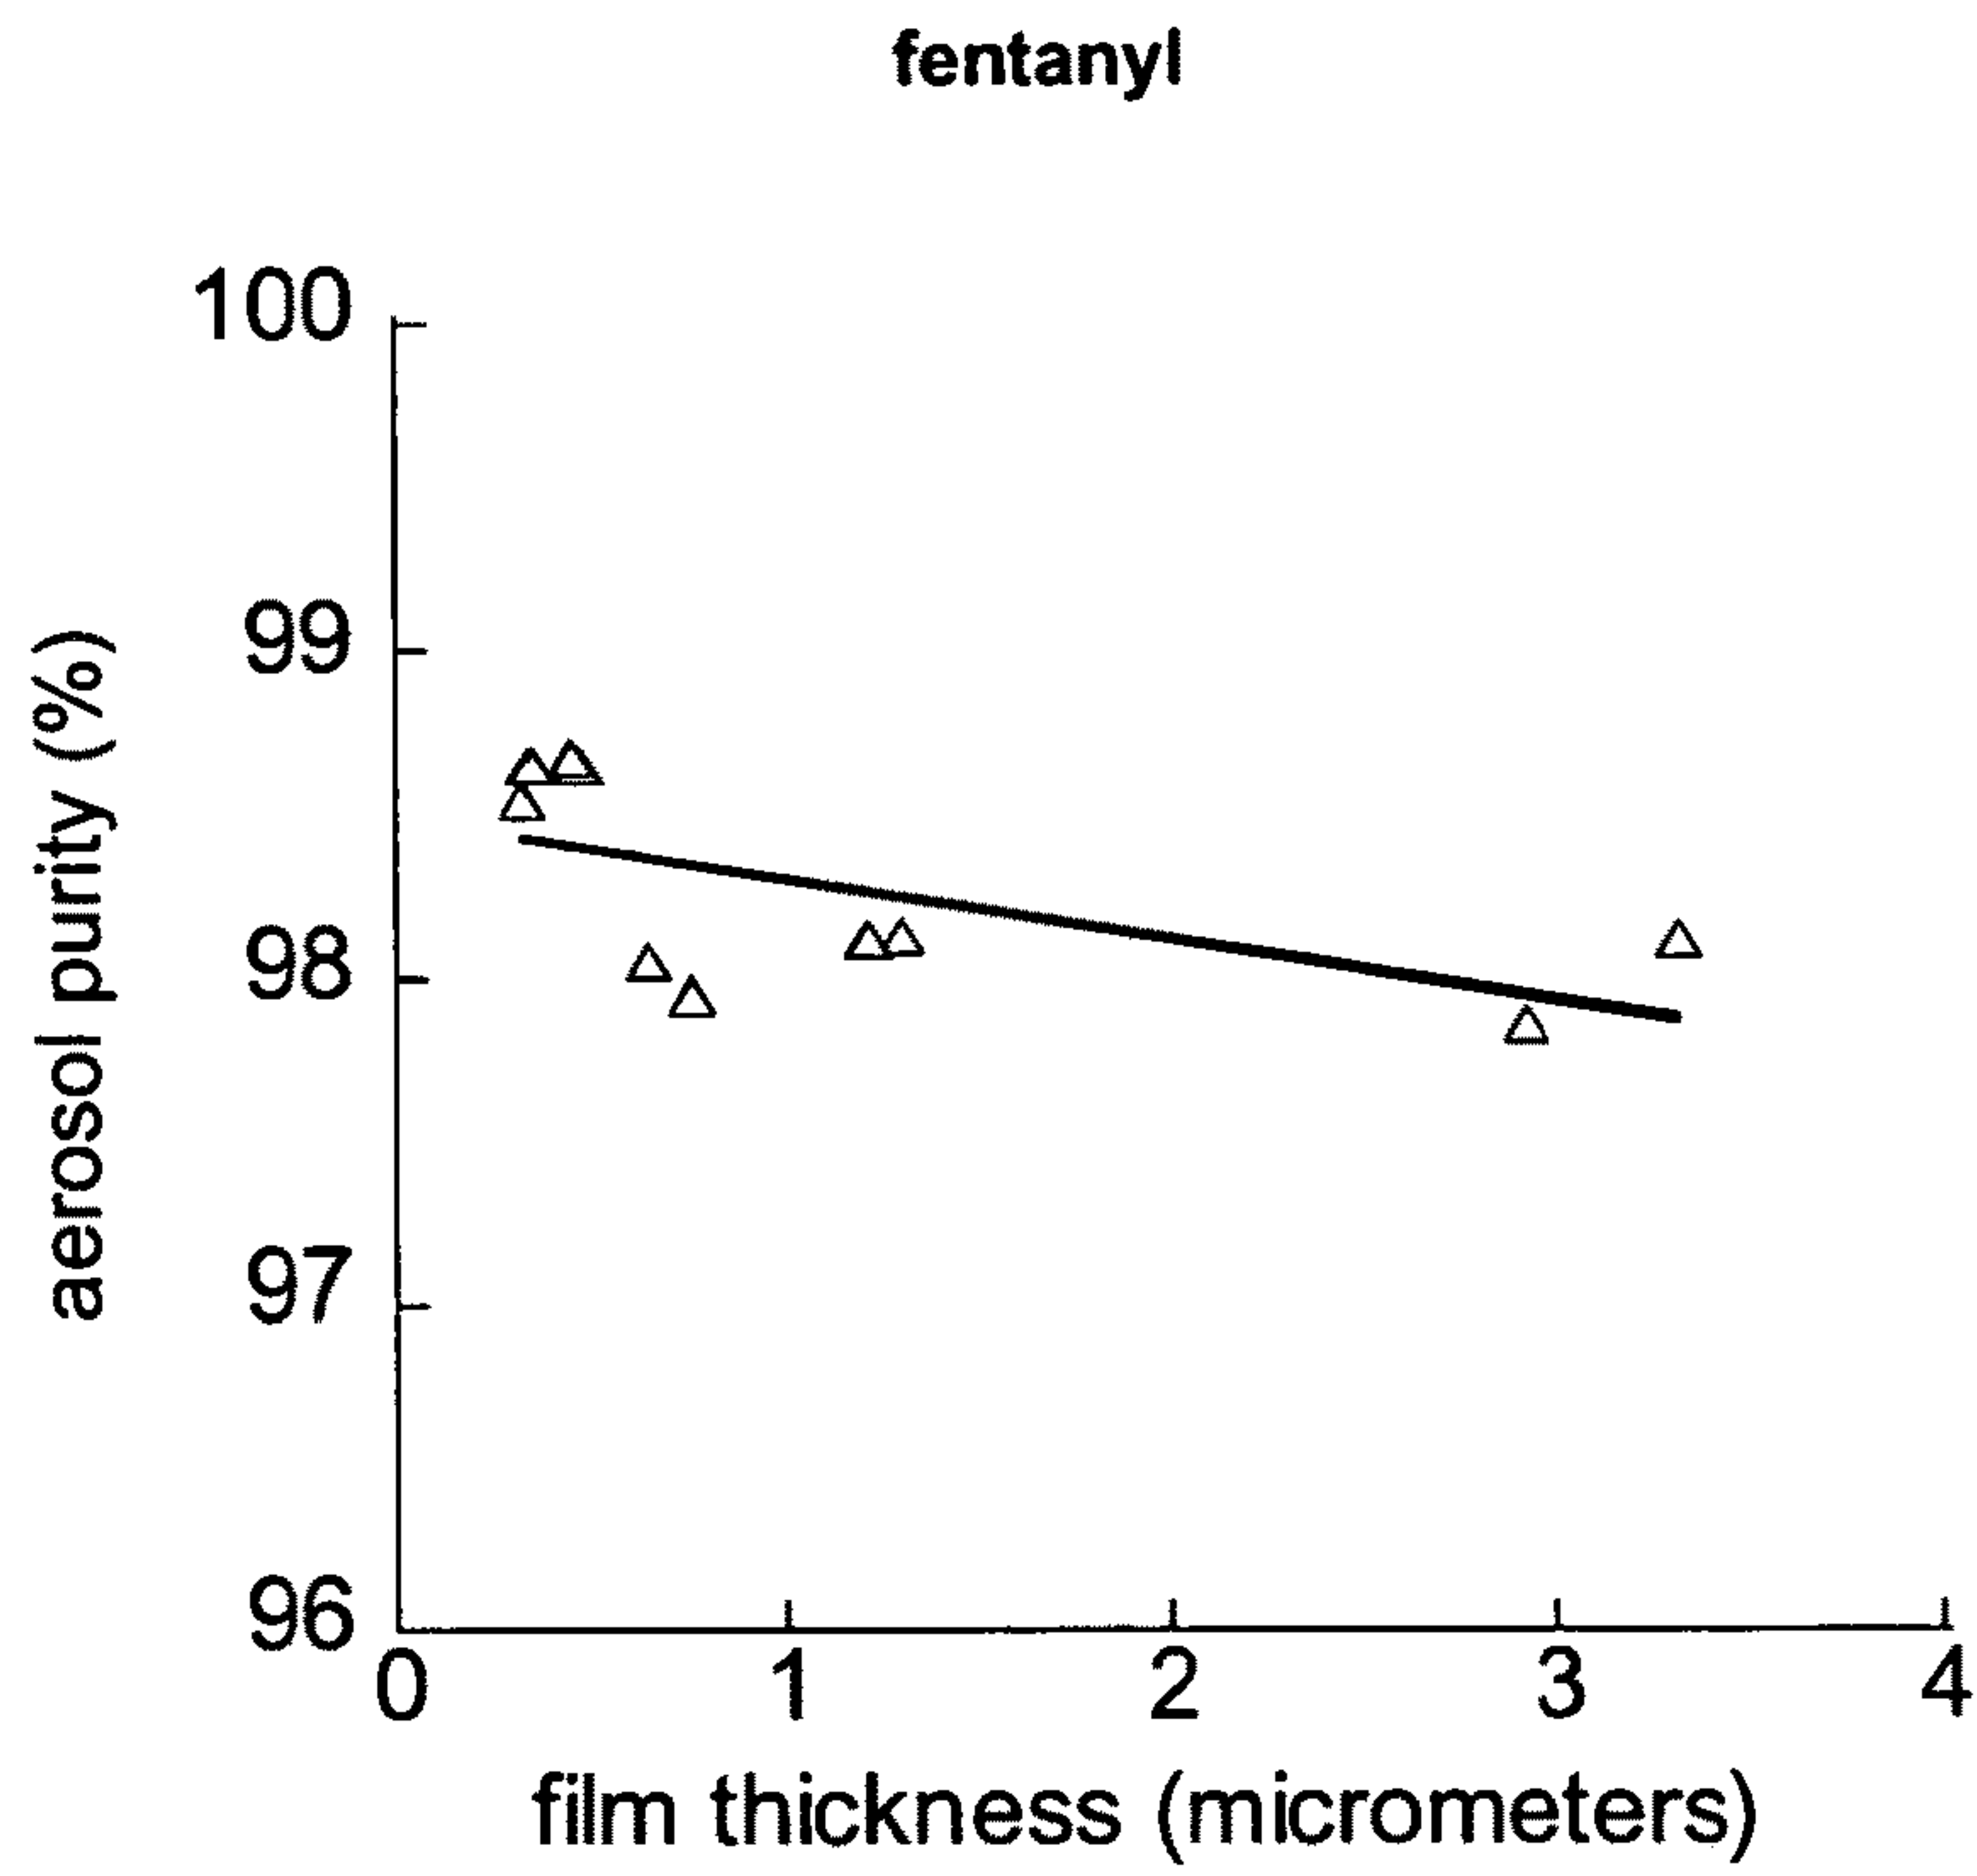 fentanyl
100
99
98
97
96
aerosol purity (%)
0 1 2 3 4
film thickness (micrometers)